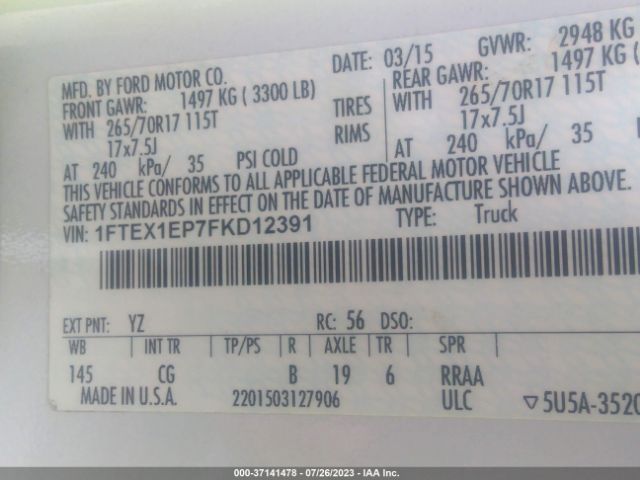 MFD. BY FORD MOTOR CO. DATE: 03/15 GVWR: 2948 KG
FRONT GAWR: 1497 KG ( 3300 LB) REAR GAWR: 1497 KG
WITH 265/70R17 115T TIRES WITH 265/70R17 115T
17x7.5J RIMS 17x7.5J
AT 240 kPa/ 35 PSI COLD AT 240 kPa/ 35
THIS VEHICLE CONFORMS TO ALL APPLICABLE FEDERAL MOTOR VEHICLE
SAFETY STANDARDS IN EFFECT ON THE DATE OF MANUFACTURE SHOWN ABOVE.
VIN: 1FTEX1EP7FKD12391 TYPE: Truck
EXT PNT: YZ RC: 56 DSO:
WB INT TR TP/PS R AXLE TR SPR
145 CG B 19 6 RRAA
MADE IN U.S.A. 2201503127906 ULC ▽5U5A-3520
000-37141478 - 07/26/2023 - IAA Inc.